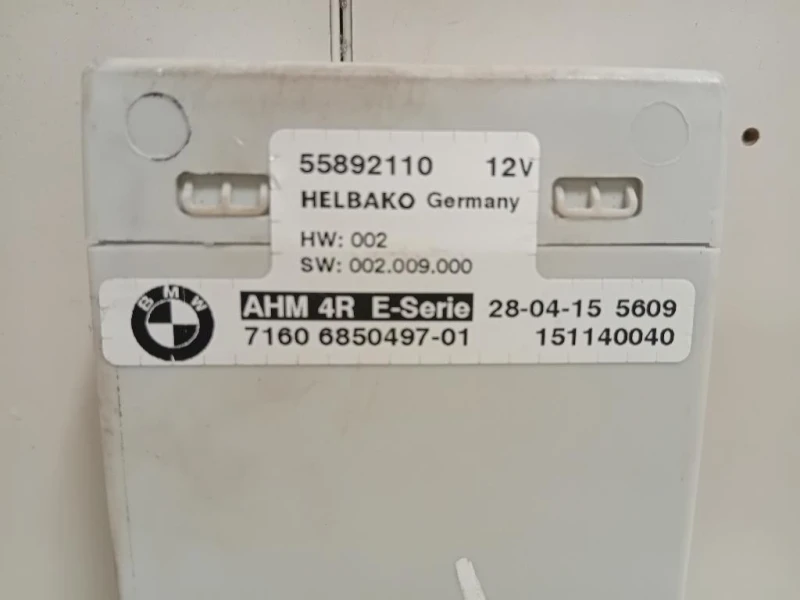 55892110 12V
HELBAKO Germany
HW: 002
SW: 002.009.000
BMW AHM 4R E-Serie 28-04-15 5609
7160 6850497-01 151140040